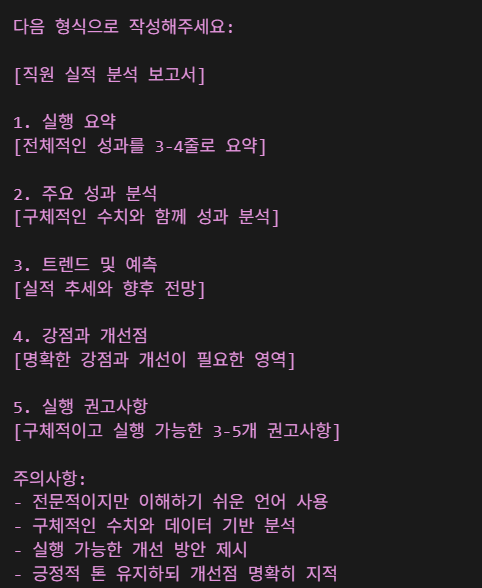 다음 형식으로 작성해주세요:
[직원 실적 분석 보고서]
1. 실행 요약
[전체적인 성과를 3-4줄로 요약]
2. 주요 성과 분석
[구체적인 수치와 함께 성과 분석]
3. 트렌드 및 예측
[실적 추세와 향후 전망]
4. 강점과 개선점
[명확한 강점과 개선이 필요한 영역]
5. 실행 권고사항
[구체적이고 실행 가능한 3-5개 권고사항]
주의사항:
- 전문적이지만 이해하기 쉬운 언어 사용
- 구체적인 수치와 데이터 기반 분석
- 실행 가능한 개선 방안 제시
- 긍정적 톤 유지하되 개선점 명확히 지적